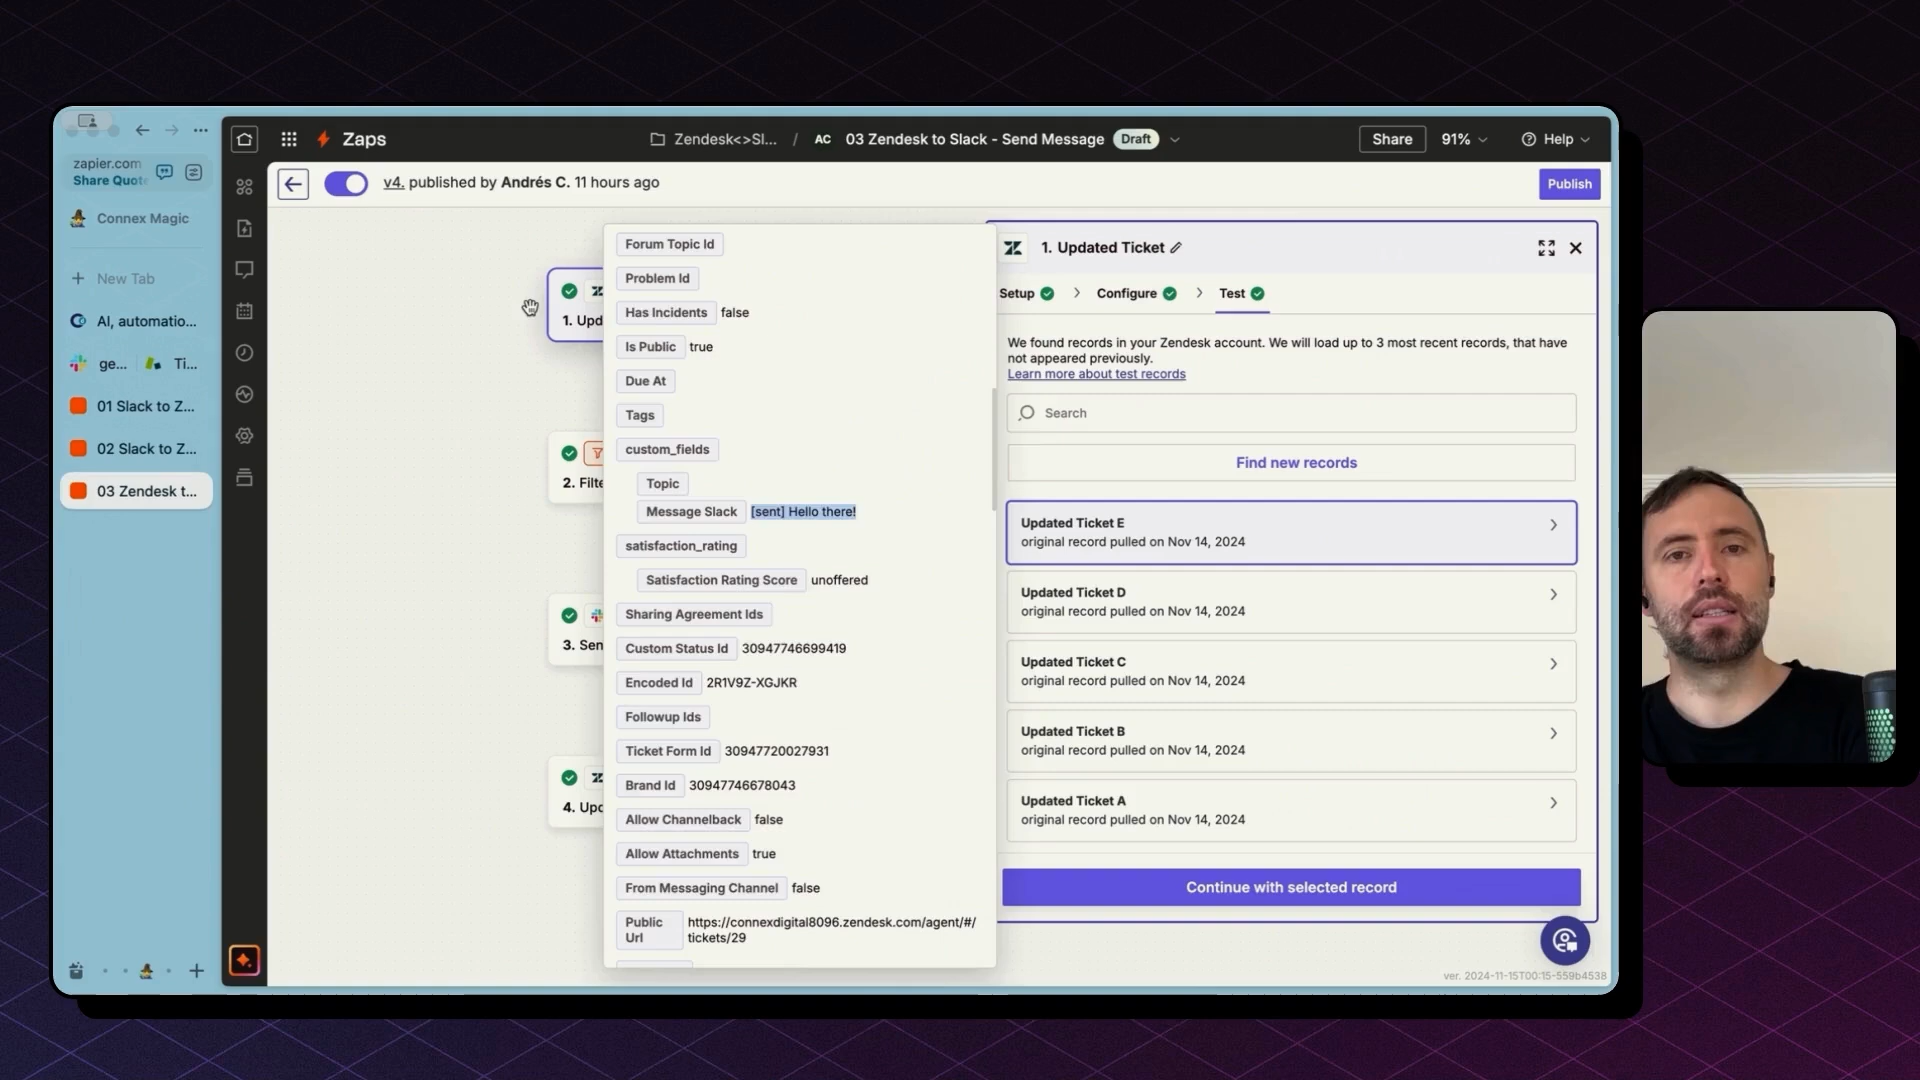 zapier.com
Share Quot
Connex Magic
New Tab
AI, automatio...
ge...
Ti...
01 Slack to Z...
02 Slack to Z...
03 Zendesk t...
Zaps
Zendesk<>Sl... / AC 03 Zendesk to Slack - Send Message Draft
Share
91%
Help
v4. published by Andrés C. 11 hours ago
Publish
1. Upd
2. Filte
3. Sen
4. Upd
Forum Topic Id
Problem Id
Has Incidents false
Is Public true
Due At
Tags
custom_fields
Topic
Message Slack [sent] Hello there!
satisfaction_rating
Satisfaction Rating Score unoffered
Sharing Agreement Ids
Custom Status Id 30947746699419
Encoded Id 2R1V9Z-XGJKR
Followup Ids
Ticket Form Id 30947720027931
Brand Id 30947746678043
Allow Channelback false
Allow Attachments true
From Messaging Channel false
Public Url https://connexdigital8096.zendesk.com/agent/#/
tickets/29
1. Updated Ticket
Setup
Configure
Test
We found records in your Zendesk account. We will load up to 3 most recent records, that have
not appeared previously.
Learn more about test records
Search
Find new records
Updated Ticket E
original record pulled on Nov 14, 2024
Updated Ticket D
original record pulled on Nov 14, 2024
Updated Ticket C
original record pulled on Nov 14, 2024
Updated Ticket B
original record pulled on Nov 14, 2024
Updated Ticket A
original record pulled on Nov 14, 2024
Continue with selected record
ver. 2024-11-15T00:15-559b4538